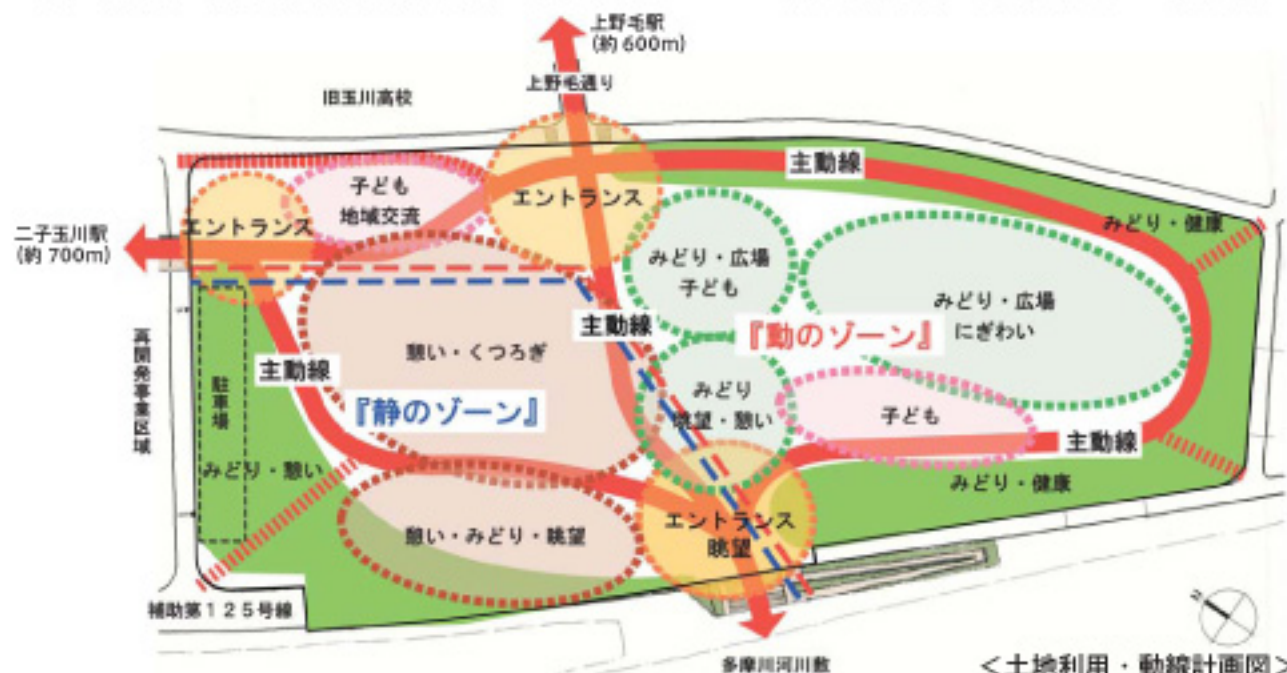 上野毛駅
(約600m)
上野毛通り
旧玉川高校
主動線
子ども
地域交流
エントランス
エントランス
みどり・健康
二子玉川駅
(約700m)
みどり・広場
子ども
みどり・広場
にぎわい
主動線
『動のゾーン』
再開発事業区域
憩い・くつろぎ
主動線
駐車場
『静のゾーン』
みどり
眺望・憩い
子ども
主動線
みどり・憩い
みどり・健康
エントランス
眺望
憩い・みどり・眺望
補助第125号線
多摩川河川敷
N
<土地利用・動線計画図>